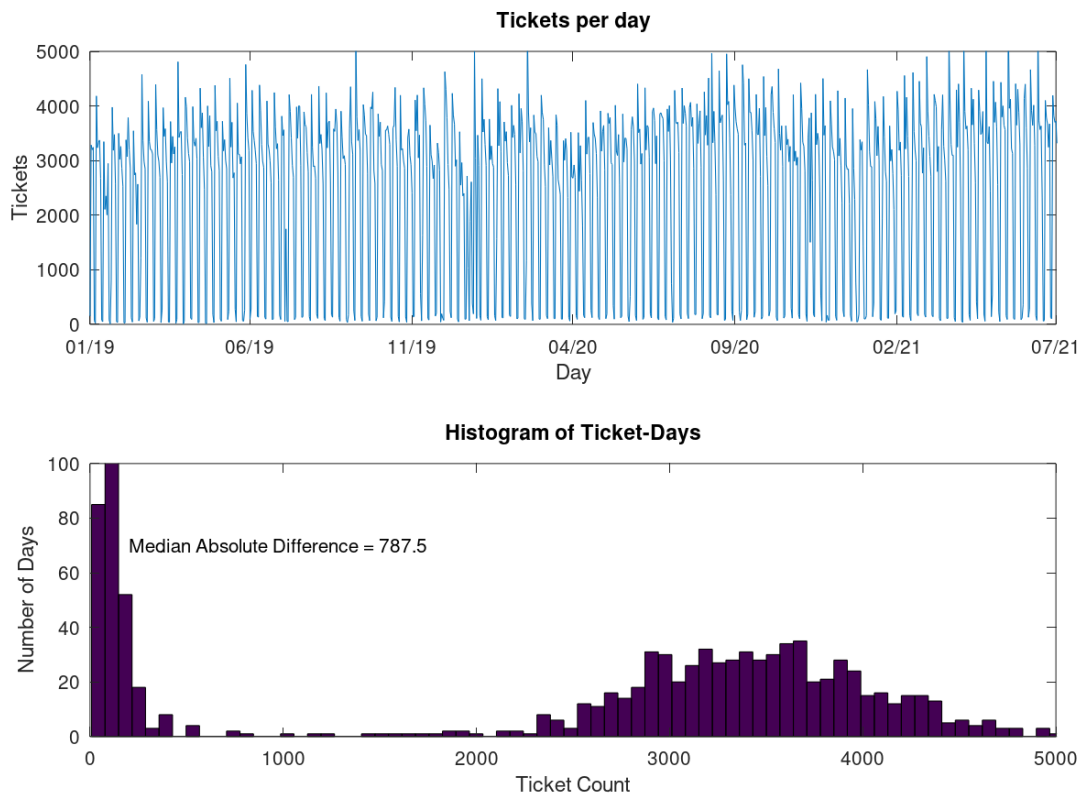 Tickets per day
5000
4000
3000
2000
1000
0
Tickets
01/19 06/19 11/19 04/20 09/20 02/21 07/21
Day
Histogram of Ticket-Days
100
80
60
40
20
0
Number of Days
Median Absolute Difference = 787.5
0 1000 2000 3000 4000 5000
Ticket Count